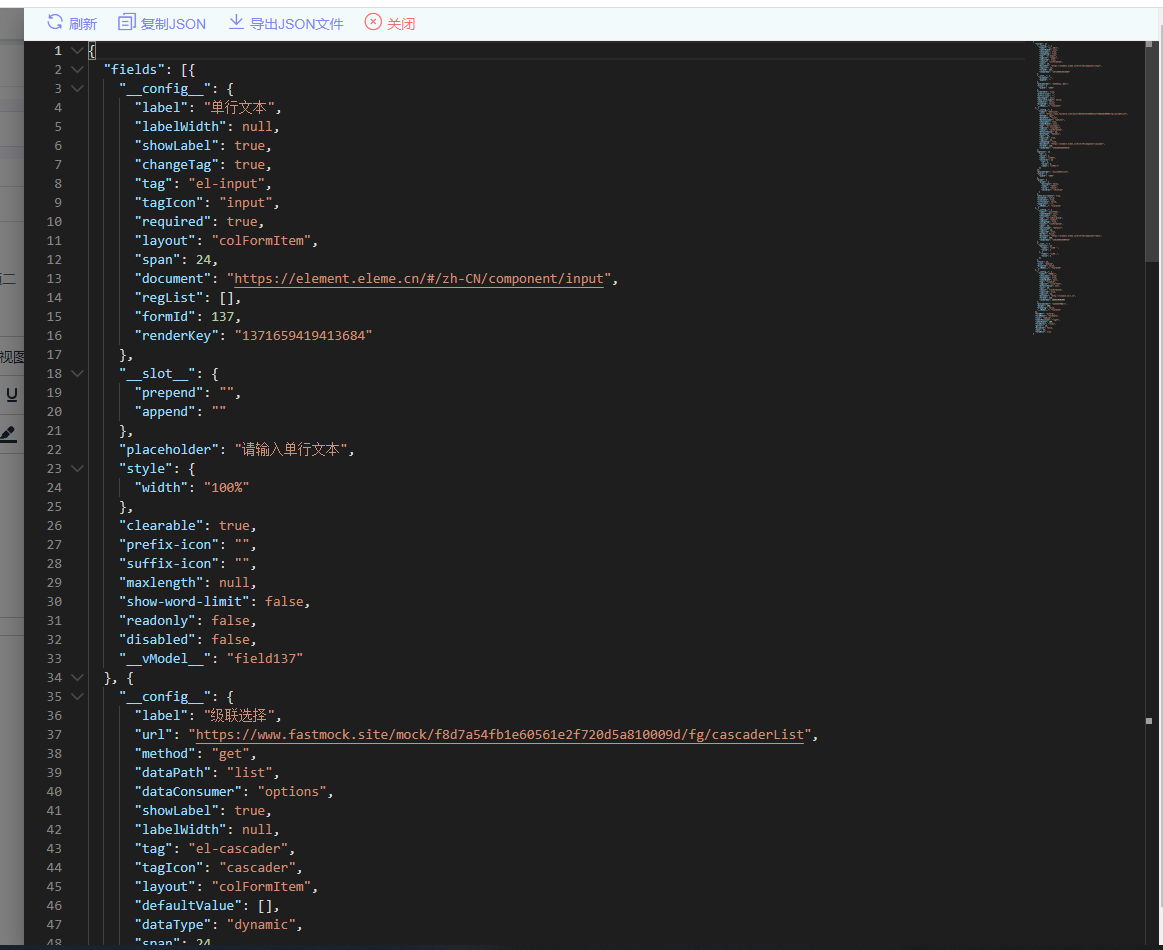 刷新 复制JSON 导出JSON文件 关闭
1 {
2 "fields": [{
3 "__config__": {
4 "label": "单行文本",
5 "labelWidth": null,
6 "showLabel": true,
7 "changeTag": true,
8 "tag": "el-input",
9 "tagIcon": "input",
10 "required": true,
11 "layout": "colFormItem",
12 "span": 24,
13 "document": "https://element.eleme.cn/#/zh-CN/component/input",
14 "regList": [],
15 "formId": 137,
16 "renderKey": "1371659419413684"
17 },
18 "__slot__": {
19 "prepend": "",
20 "append": ""
21 },
22 "placeholder": "请输入单行文本",
23 "style": {
24 "width": "100%"
25 },
26 "clearable": true,
27 "prefix-icon": "",
28 "suffix-icon": "",
29 "maxlength": null,
30 "show-word-limit": false,
31 "readonly": false,
32 "disabled": false,
33 "__vModel__": "field137"
34 }, {
35 "__config__": {
36 "label": "级联选择",
37 "url": "https://www.fastmock.site/mock/f8d7a54fb1e60561e2f720d5a810009d/fg/cascaderList",
38 "method": "get",
39 "dataPath": "list",
40 "dataConsumer": "options",
41 "showLabel": true,
42 "labelWidth": null,
43 "tag": "el-cascader",
44 "tagIcon": "cascader",
45 "layout": "colFormItem",
46 "defaultValue": [],
47 "dataType": "dynamic",
48 "span": 24
二
视图
U